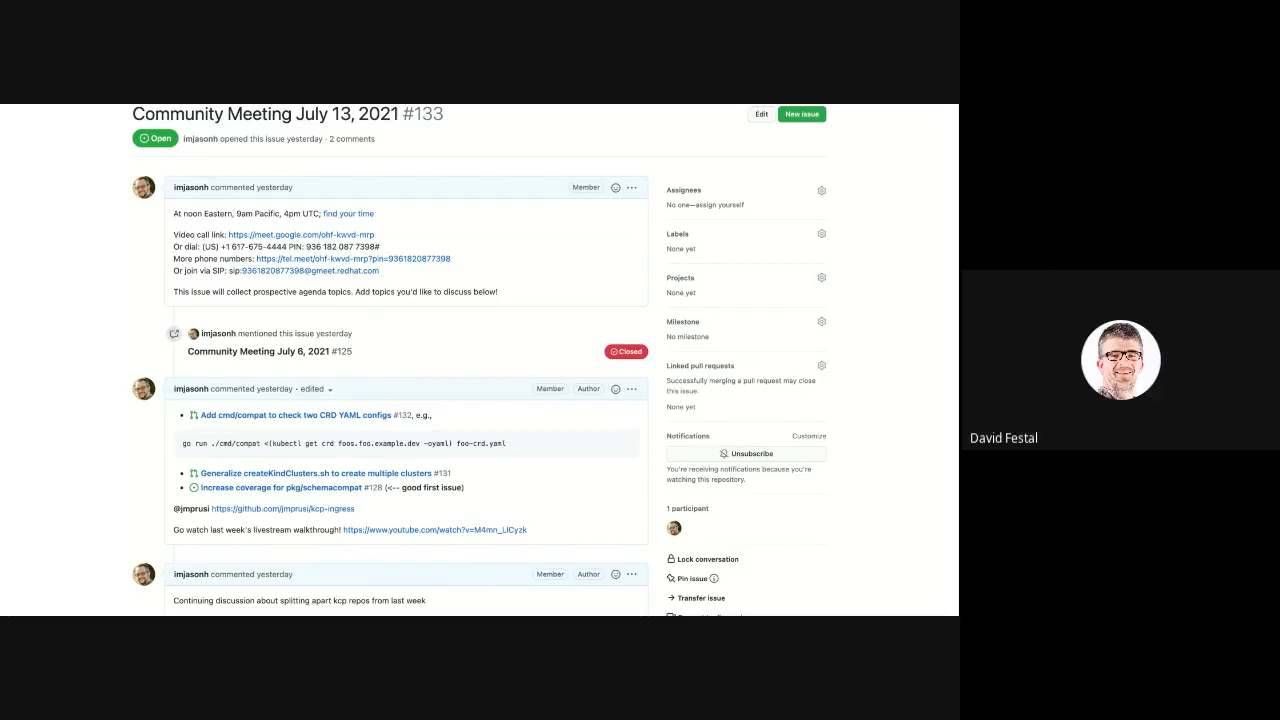 Community Meeting July 13, 2021 #133
Edit
New issue
Open
imjasonh opened this issue yesterday · 2 comments
imjasonh commented yesterday
Member
At noon Eastern, 9am Pacific, 4pm UTC; find your time
Video call link: https://meet.google.com/ohf-kwvd-mrp
Or dial: (US) +1 617-675-4444 PIN: 936 182 087 7398#
More phone numbers: https://tel.meet/ohf-kwvd-mrp?pin=9361820877398
Or join via SIP: sip:9361820877398@gmeet.redhat.com
This issue will collect prospective agenda topics. Add topics you'd like to discuss below!
imjasonh mentioned this issue yesterday
Community Meeting July 6, 2021 #125
Closed
imjasonh commented yesterday · edited
Member
Author
• Add cmd/compat to check two CRD YAML configs #132, e.g.,
go run ./cmd/compat <(kubectl get crd foos.foo.example.dev -oyaml) foo-crd.yaml
• Generalize createKindClusters.sh to create multiple clusters #131
• Increase coverage for pkg/schemacompat #128 (<-- good first issue)
@jmprusi https://github.com/jmprusi/kcp-ingress
Go watch last week's livestream walkthrough! https://www.youtube.com/watch?v=M4mn_LlCyzk
imjasonh commented yesterday
Member
Author
Continuing discussion about splitting apart kcp repos from last week
Assignees
No one—assign yourself
Labels
None yet
Projects
None yet
Milestone
No milestone
Linked pull requests
Successfully merging a pull request may close
this issue.
None yet
Notifications
Customize
Unsubscribe
You're receiving notifications because you're
watching this repository.
1 participant
Lock conversation
Pin issue
Transfer issue
David Festal